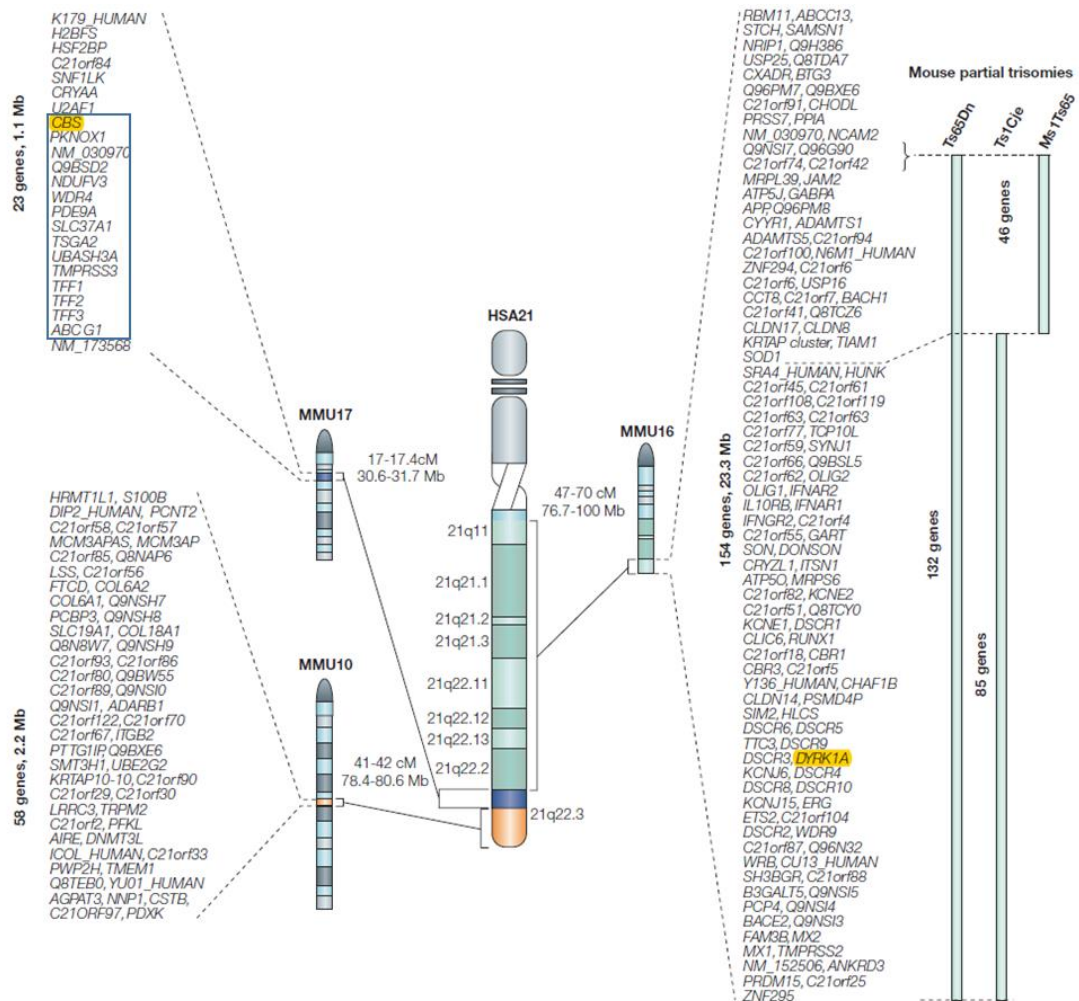 K179_HUMAN
H2BFS
HSF2BP
C21orf84
SNF1LK
CRYAA
U2AF1
CBS
PKNOX1
NM_030970
Q9BSD2
NDUFV3
WDR4
PDE9A
SLC37A1
TSGA2
UBASH3A
TMPRSS3
TFF1
TFF2
TFF3
ABCG1
NM_173568
23 genes, 1.1 Mb
MMU17
17-17.4cM
30.6-31.7 Mb
HRMT1L1, S100B
DIP2_HUMAN, PCNT2
C21orf58, C21orf57
MCM3APAS, MCM3AP
C21orf85, Q8NAP6
LSS, C21orf56
FTCD, COL6A2
COL6A1, Q9NSH7
PCBP3, Q9NSH8
SLC19A1, COL18A1
Q8N8W7, Q9NSH9
C21orf93, C21orf86
C21orf80, Q9BW55
C21orf89, Q9NSI0
Q9NSI1, ADARB1
C21orf122, C21orf70
C21orf67, ITGB2
PTTG1IP, Q9BXE6
SMT3H1, UBE2G2
KRTAP10-10, C21orf90
C21orf29, C21orf30
LRRC3, TRPM2
C21orf2, PFKL
AIRE, DNMT3L
ICOL_HUMAN, C21orf33
PWP2H, TMEM1
Q8TEB0, YU01_HUMAN
AGPAT3, NNP1, CSTB,
C21ORF97, PDXK
58 genes, 2.2 Mb
MMU10
41-42 cM
78.4-80.6 Mb
HSA21
21q11
21q21.1
21q21.2
21q21.3
21q22.11
21q22.12
21q22.13
21q22.2
21q22.3
MMU16
47-70 cM
76.7-100 Mb
154 genes, 23.3 Mb
RBM11, ABCC13,
STCH, SAMSN1
NRIP1, Q9H386
USP25, Q8TDA7
CXADR, BTG3
Q96PM7, Q9BXE6
C21orf91, CHODL
PRSS7, PPIA
NM_030970, NCAM2
Q9NSI7, Q96G90
C21orf74, C21orf42
MRPL39, JAM2
ATP5J, GABPA
APP, Q96PM8
CYYR1, ADAMTS1
ADAMTS5, C21orf94
C21orf100, N6M1_HUMAN
ZNF294, C21orf6
C21orf6, USP16
CCT8, C21orf7, BACH1
C21orf41, Q8TCZ6
CLDN17, CLDN8
KRTAP cluster, TIAM1
SOD1
SRA4_HUMAN, HUNK
C21orf45, C21orf61
C21orf108, C21orf119
C21orf63, C21orf63
C21orf77, TCP10L
C21orf59, SYNJ1
C21orf66, Q9BSL5
C21orf62, OLIG2
OLIG1, IFNAR2
IL10RB, IFNAR1
IFNGR2, C21orf4
C21orf55, GART
SON, DONSON
CRYZL1, ITSN1
ATP5O, MRPS6
C21orf82, KCNE2
C21orf51, Q8TCY0
KCNE1, DSCR1
CLIC6, RUNX1
C21orf18, CBR1
CBR3, C21orf5
Y136_HUMAN, CHAF1B
CLDN14, PSMD4P
SIM2, HLCS
DSCR6, DSCR5
TTC3, DSCR9
DSCR3, DYRK1A
KCNJ6, DSCR4
DSCR8, DSCR10
KCNJ15, ERG
ETS2, C21orf104
DSCR2, WDR9
C21orf87, Q96N32
WRB, CU13_HUMAN
SH3BGR, C21orf88
B3GALT5, Q9NSI5
PCP4, Q9NSI4
BACE2, Q9NSI3
FAM3B, MX2
MX1, TMPRSS2
NM_152506, ANKRD3
PRDM15, C21orf25
ZNF295
Mouse partial trisomies
Ts65Dn
Ts1Cje
Ms1Ts65
46 genes
132 genes
85 genes